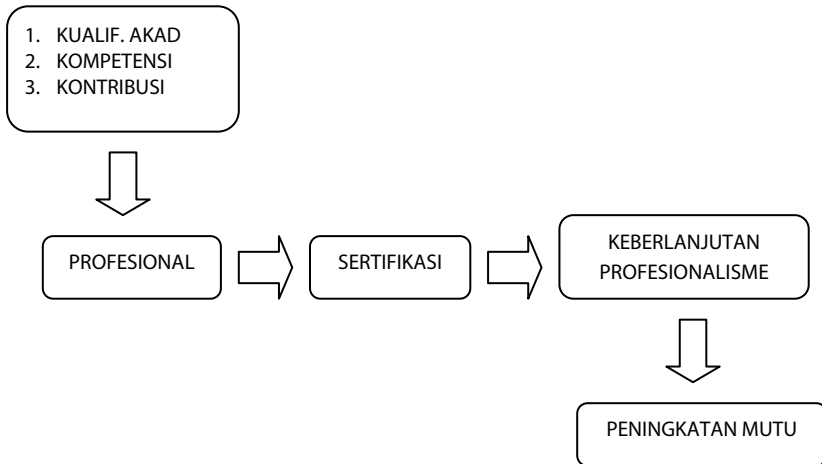 1. KUALIF. AKAD
2. KOMPETENSI
3. KONTRIBUSI
PROFESIONAL
SERTIFIKASI
KEBERLANJUTAN
PROFESIONALISME
PENINGKATAN MUTU